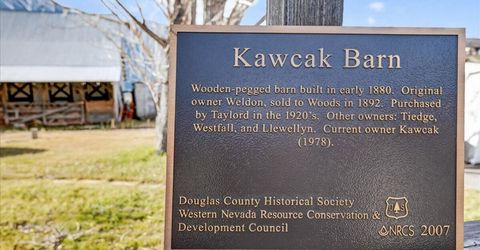 Kawcak Barn
Wooden-pegged barn built in early 1880. Original
owner Weldon, sold to Woods in 1892. Purchased
by Taylord in the 1920's. Other owners: Tiedge,
Westfall, and Llewellyn. Current owner Kawcak
(1978).
Douglas County Historical Society
Western Nevada Resource Conservation &
Development Council
NRCS 2007